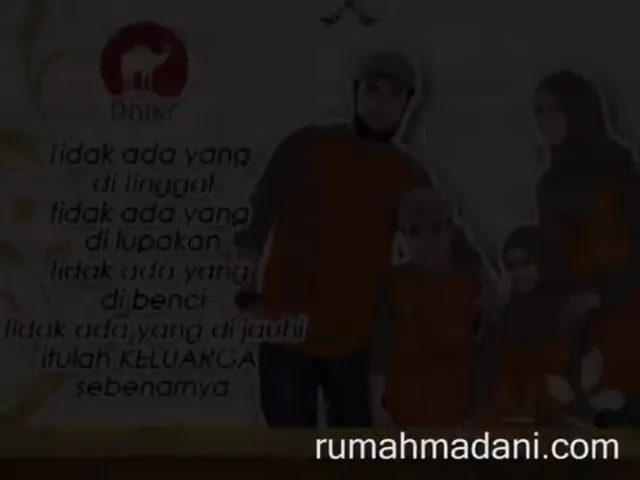 Dhikr
Tidak ada yang
di tinggal
tidak ada yang
di lupakan
tidak ada yang
di benci
tidak ada yang di jauhi
itulah KELUARGA
sebenarnya
rumahmadani.com